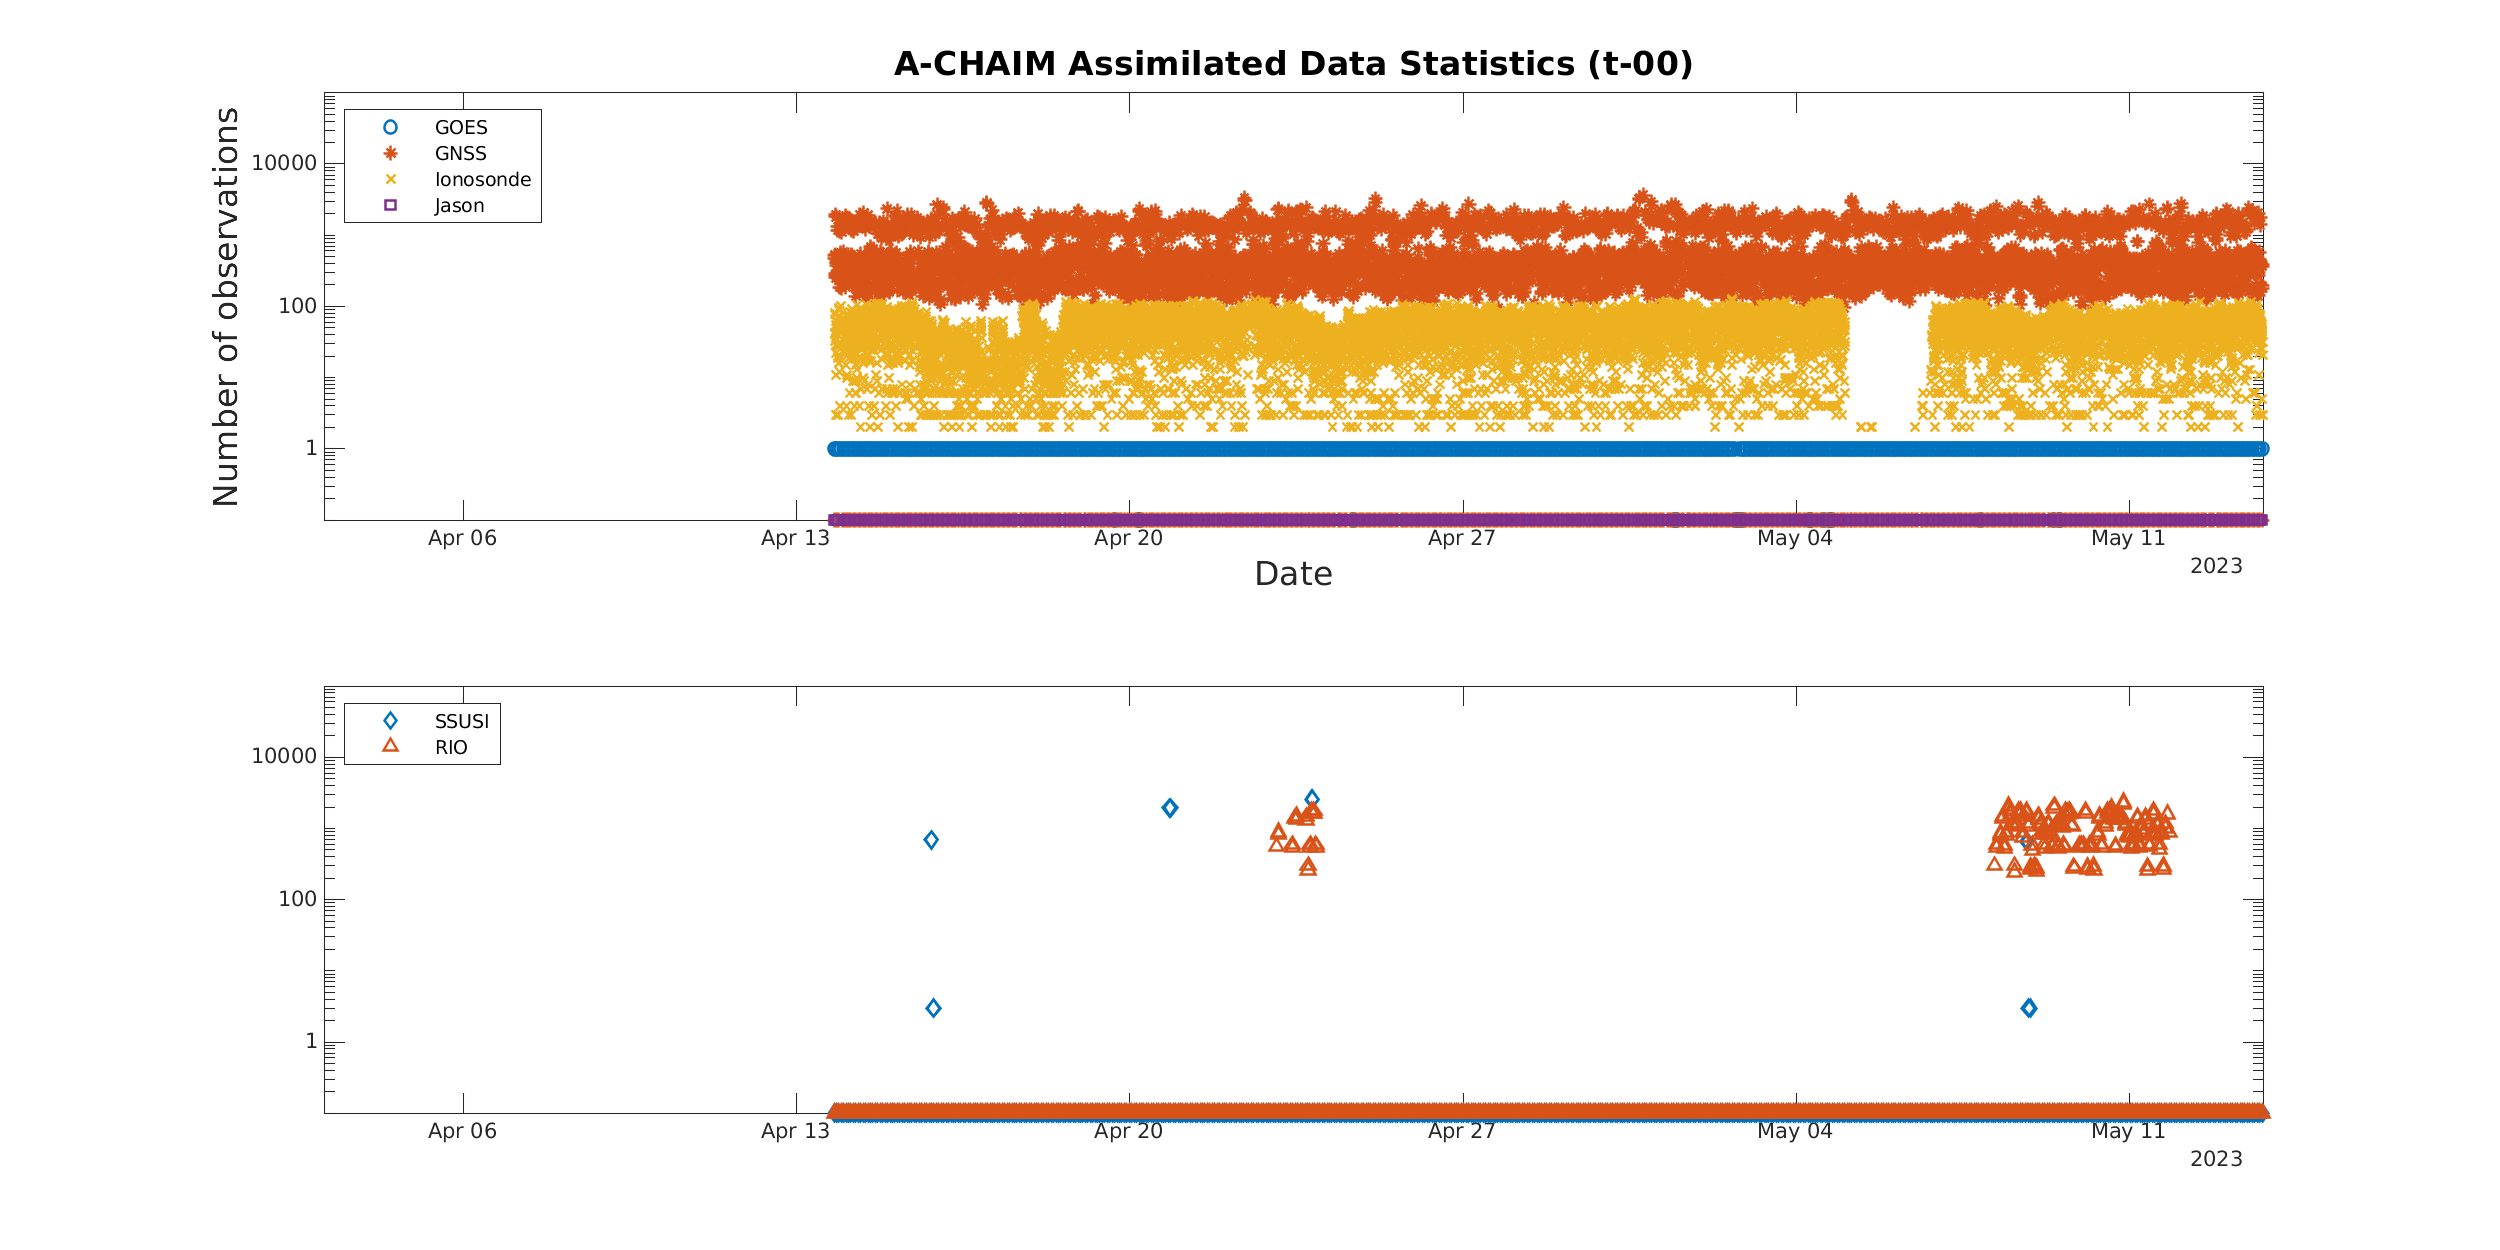 A-CHAIM Assimilated Data Statistics (t-00)
Number of observations
GOES
GNSS
Ionosonde
Jason
10000
100
1
Apr 06 Apr 13 Apr 20 Apr 27 May 04 May 11
2023
Date
SSUSI
RIO
10000
100
1
Apr 06 Apr 13 Apr 20 Apr 27 May 04 May 11
2023